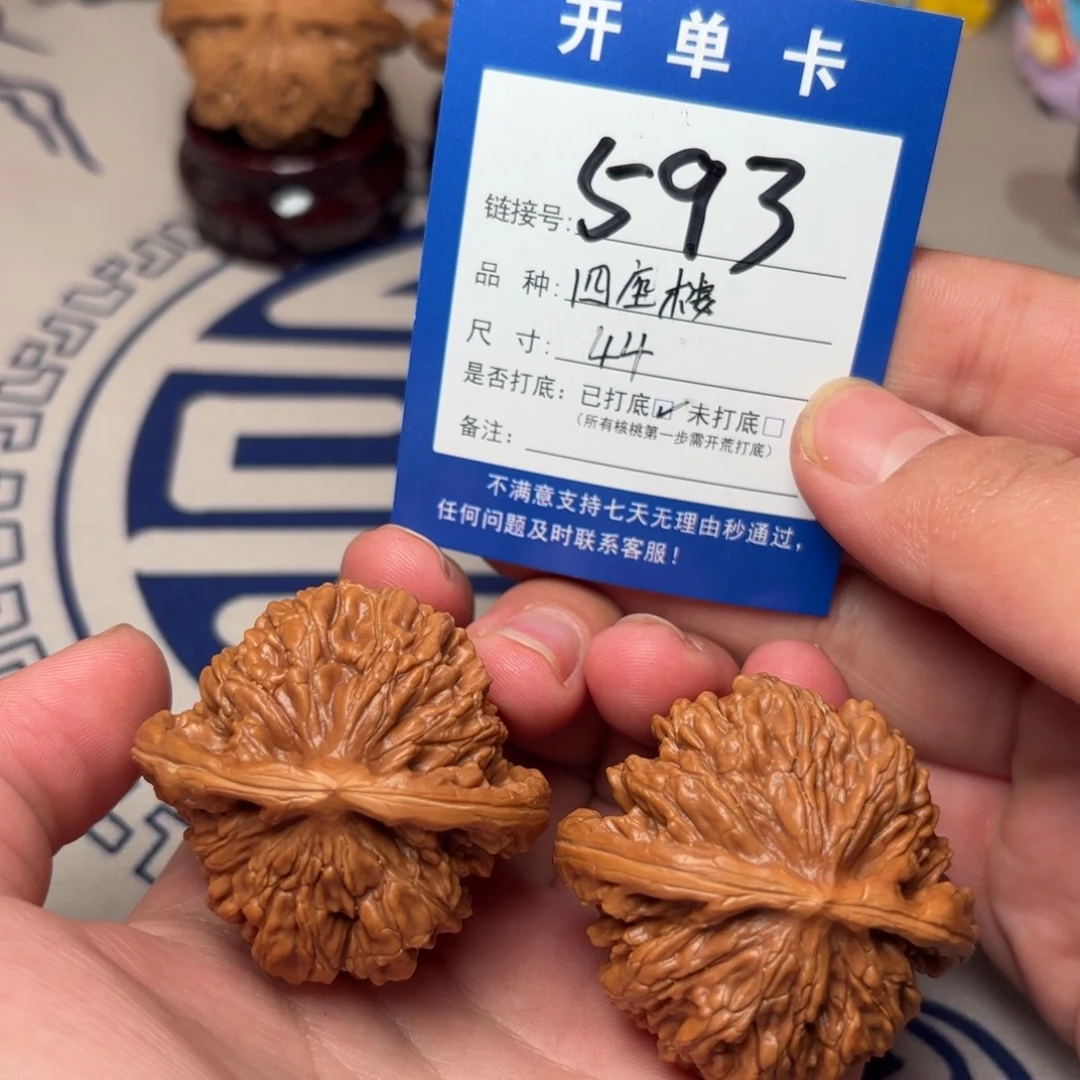 开单卡
链接号: 593
品 种: 四座楼
尺 寸: 44
是否打底: 已打底☑ 未打底□
(所有核桃第一步需开荒打底)
备注:
不满意支持七天无理由秒通过,
任何问题及时联系客服!